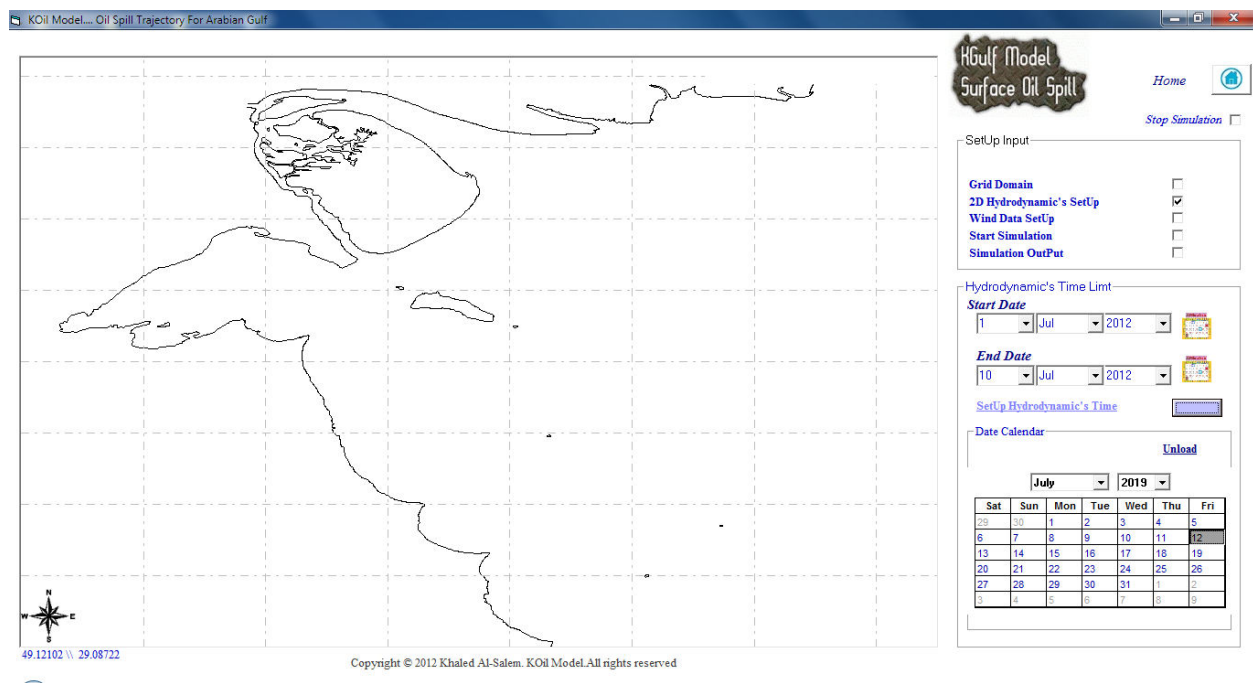 KOil Model.... Oil Spill Trajectory For Arabian Gulf
KGulf Model
Surface Oil Spill
Home
Stop Simulation
SetUp Input
Grid Domain
2D Hydrodynamic's SetUp
Wind Data SetUp
Start Simulation
Simulation OutPut
Hydrodynamic's Time Limt
Start Date
1 Jul 2012
End Date
10 Jul 2012
SetUp Hydrodynamic's Time
Date Calendar
Unload
July 2019
Sat Sun Mon Tue Wed Thu Fri
29 30 1 2 3 4 5
6 7 8 9 10 11 12
13 14 15 16 17 18 19
20 21 22 23 24 25 26
27 28 29 30 31 1 2
3 4 5 6 7 8 9
N
W E
S
49.12102 \\ 29.08722
Copyright © 2012 Khaled Al-Salem. KOil Model.All rights reserved